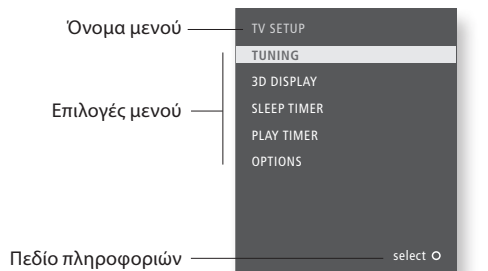 Όνομα μενού
TV SETUP
TUNING
3D DISPLAY
Επιλογές μενού
SLEEP TIMER
PLAY TIMER
OPTIONS
Πεδίο πληροφοριών
select